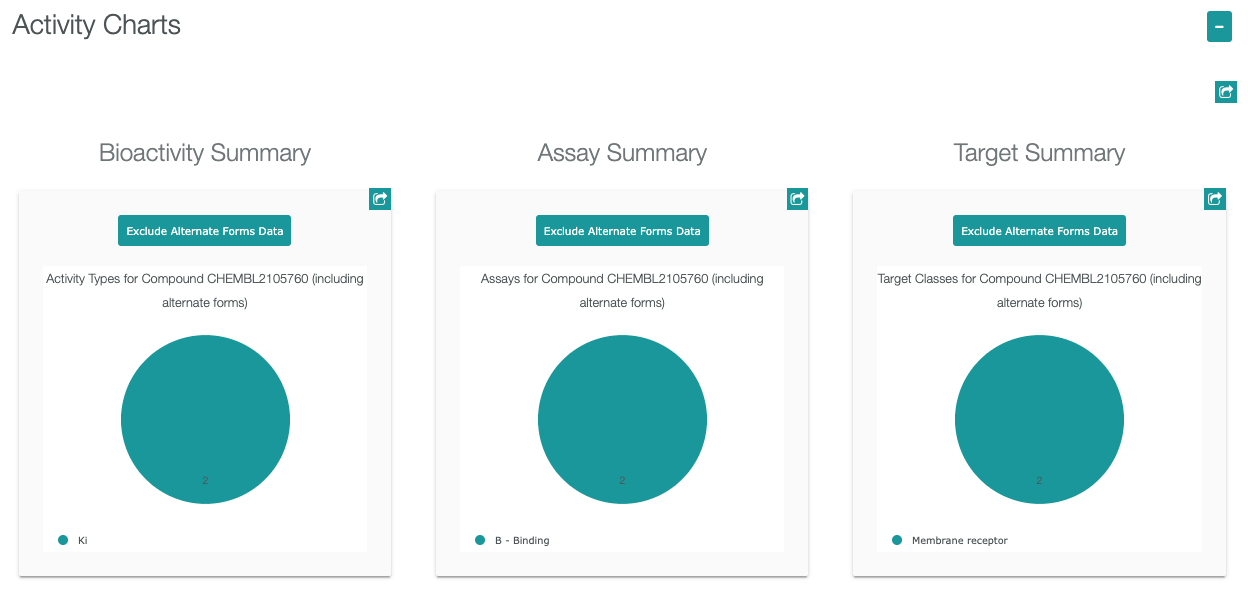 Activity Charts
Bioactivity Summary
Exclude Alternate Forms Data
Activity Types for Compound CHEMBL2105760 (including
alternate forms)
2
Ki
Assay Summary
Exclude Alternate Forms Data
Assays for Compound CHEMBL2105760 (including
alternate forms)
2
B - Binding
Target Summary
Exclude Alternate Forms Data
Target Classes for Compound CHEMBL2105760 (including
alternate forms)
2
Membrane receptor